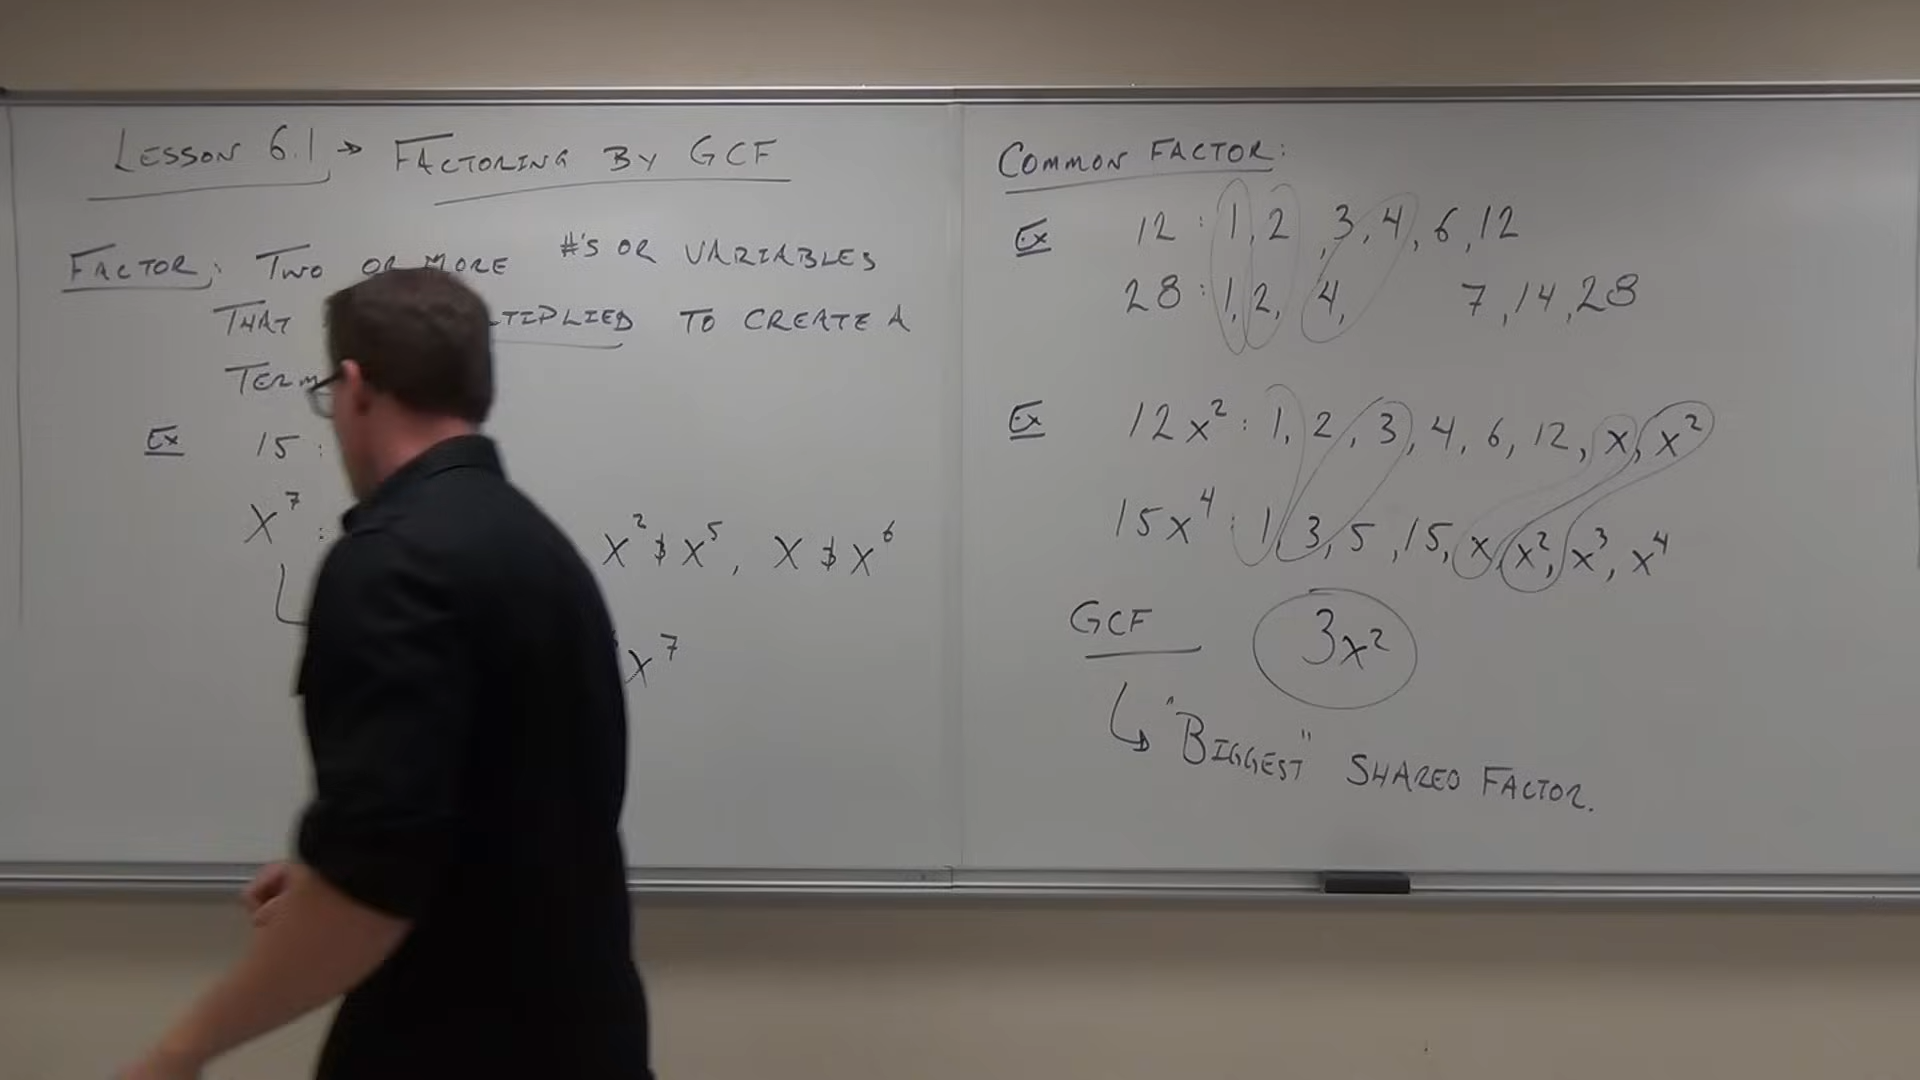 LESSON 6.1 → FACTORING BY GCF
FACTOR: TWO OR MORE #'S OR VARIABLES
THAT TIPLIED TO CREATE A
TERM
Ex 15 :
x⁷ : x² $ x⁵, x $ x⁶
x⁷
COMMON FACTOR:
Ex 12 : 1, 2, 3, 4, 6, 12
28 : 1, 2, 4, 7, 14, 28
Ex 12x² : 1, 2, 3, 4, 6, 12, x, x²
15x⁴ : 1, 3, 5, 15, x, x², x³, x⁴
GCF 3x²
↳ "BIGGEST" SHARED FACTOR.